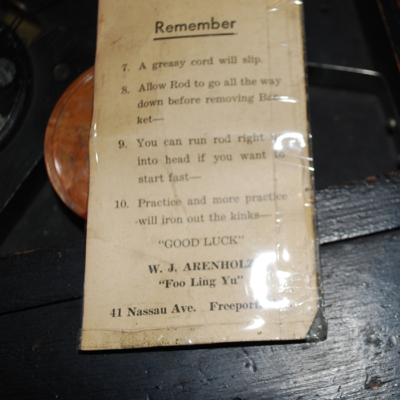 Remember
7. A greasy cord will slip.
8. Allow Rod to go all the way
down before removing
ket—
9. You can run rod right
into head if you want to
start fast—
10. Practice and more practice
will iron out the kinks—
"GOOD LUCK"
W. J. ARENHOLZ
"Foo Ling Yu"
41 Nassau Ave. Freeport